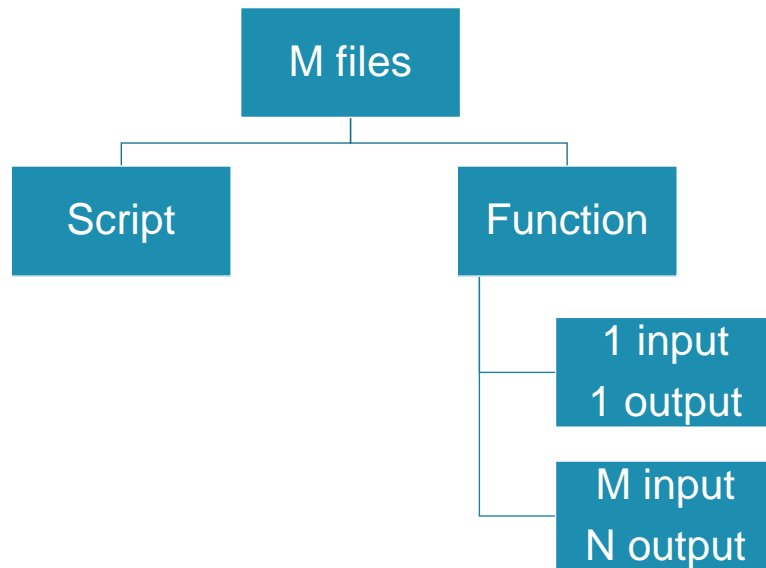 M files
Script
Function
1 input
1 output
M input
N output